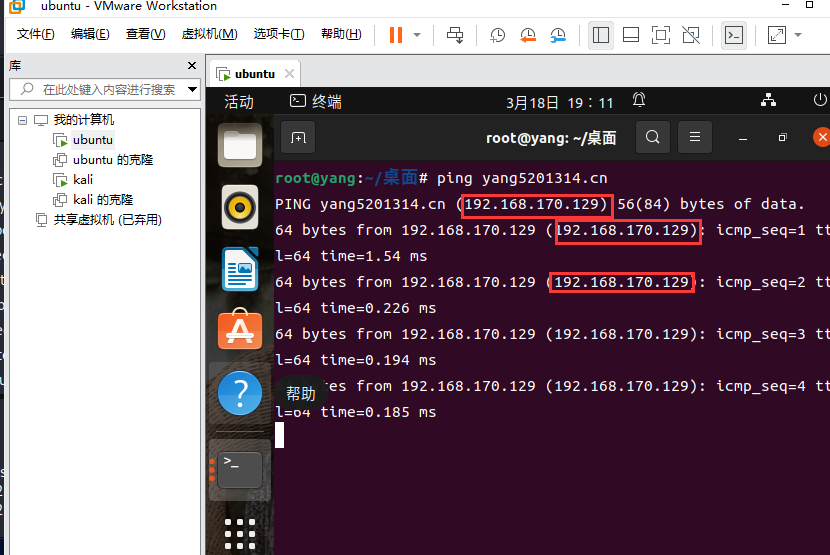 ubuntu - VMware Workstation
文件(F) 编辑(E) 查看(V) 虚拟机(M) 选项卡(T) 帮助(H)
库
在此处键入内容进行搜索
我的计算机
ubuntu
ubuntu 的克隆
kali
kali 的克隆
共享虚拟机 (已弃用)
ubuntu
活动 终端 3月18日 19：11
root@yang: ~/桌面
root@yang:~/桌面# ping yang5201314.cn
PING yang5201314.cn (192.168.170.129) 56(84) bytes of data.
64 bytes from 192.168.170.129 (192.168.170.129): icmp_seq=1 tt
l=64 time=1.54 ms
64 bytes from 192.168.170.129 (192.168.170.129): icmp_seq=2 tt
l=64 time=0.226 ms
64 bytes from 192.168.170.129 (192.168.170.129): icmp_seq=3 tt
l=64 time=0.194 ms
tes from 192.168.170.129 (192.168.170.129): icmp_seq=4 tt
帮助
l=64 time=0.185 ms